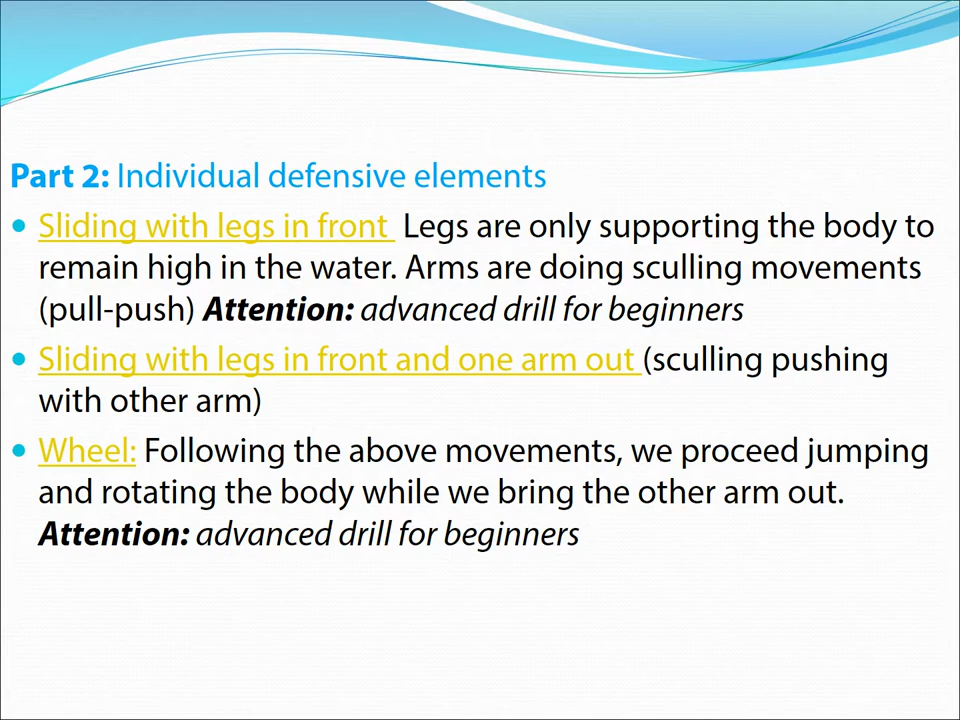 Part 2: Individual defensive elements
• Sliding with legs in front Legs are only supporting the body to
remain high in the water. Arms are doing sculling movements
(pull-push) Attention: advanced drill for beginners
• Sliding with legs in front and one arm out (sculling pushing
with other arm)
• Wheel: Following the above movements, we proceed jumping
and rotating the body while we bring the other arm out.
Attention: advanced drill for beginners